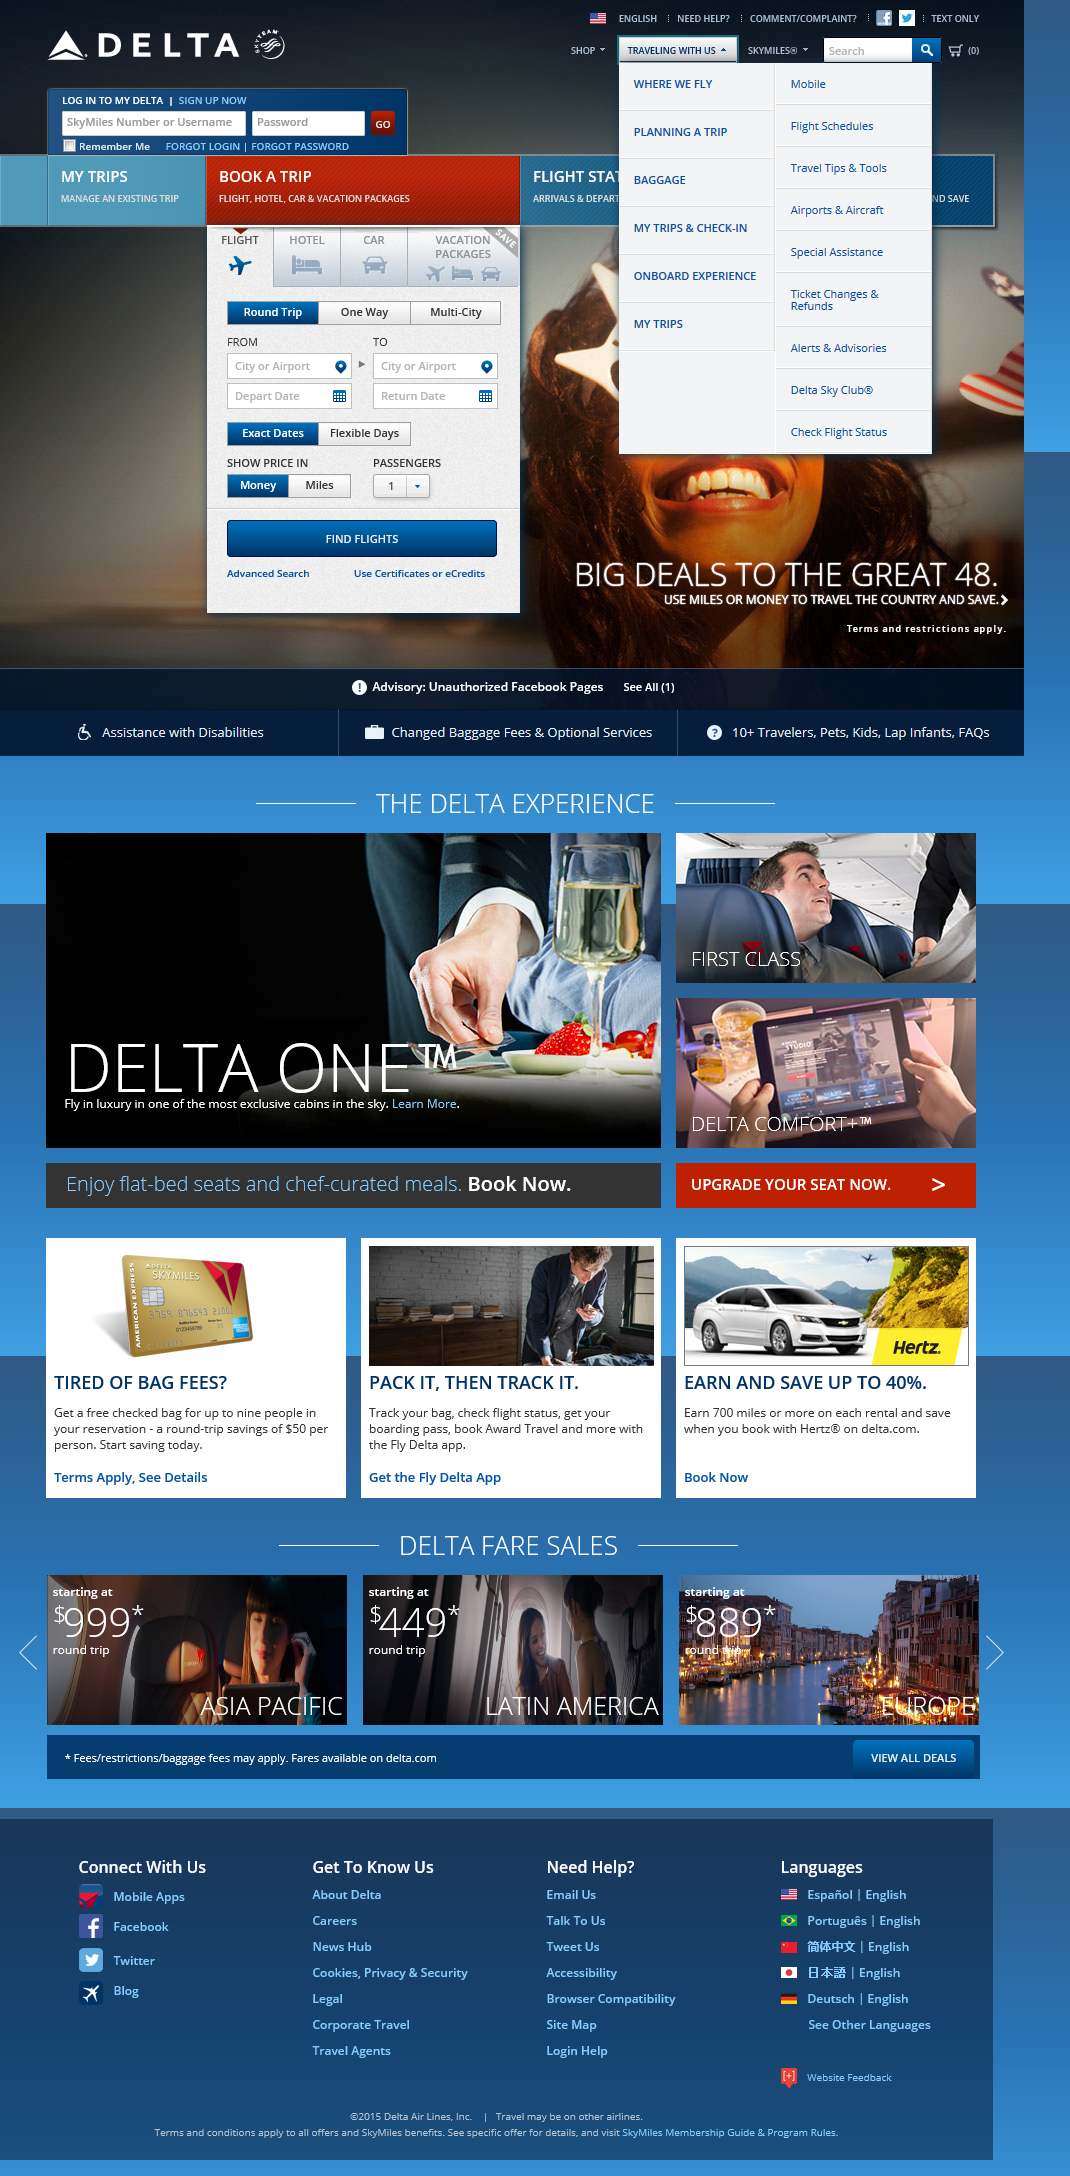 ENGLISH
NEED HELP?
COMMENT/COMPLAINT?
TEXT ONLY
DELTA
SKYTEAM
SHOP
TRAVELING WITH US
SKYMILES®
Search
(0)
LOG IN TO MY DELTA | SIGN UP NOW
SkyMiles Number or Username
Password
GO
Remember Me
FORGOT LOGIN | FORGOT PASSWORD
WHERE WE FLY
PLANNING A TRIP
BAGGAGE
MY TRIPS & CHECK-IN
ONBOARD EXPERIENCE
MY TRIPS
Mobile
Flight Schedules
Travel Tips & Tools
Airports & Aircraft
Special Assistance
Ticket Changes &
Refunds
Alerts & Advisories
Delta Sky Club®
Check Flight Status
MY TRIPS
MANAGE AN EXISTING TRIP
BOOK A TRIP
FLIGHT, HOTEL, CAR & VACATION PACKAGES
FLIGHT STAT
ARRIVALS & DEPART
ND SAVE
FLIGHT
HOTEL
CAR
VACATION
PACKAGES
SAVE
Round Trip
One Way
Multi-City
FROM
TO
City or Airport
City or Airport
Depart Date
Return Date
Exact Dates
Flexible Days
SHOW PRICE IN
PASSENGERS
Money
Miles
1
FIND FLIGHTS
Advanced Search
Use Certificates or eCredits
BIG DEALS TO THE GREAT 48.
USE MILES OR MONEY TO TRAVEL THE COUNTRY AND SAVE.
Terms and restrictions apply.
Advisory: Unauthorized Facebook Pages
See All (1)
Assistance with Disabilities
Changed Baggage Fees & Optional Services
10+ Travelers, Pets, Kids, Lap Infants, FAQs
THE DELTA EXPERIENCE
DELTA ONE™
Fly in luxury in one of the most exclusive cabins in the sky. Learn More.
FIRST CLASS
STUDIO
DELTA COMFORT+™
Enjoy flat-bed seats and chef-curated meals. Book Now.
UPGRADE YOUR SEAT NOW. >
DELTA
SKYMILES
AMERICAN EXPRESS
Hertz.
TIRED OF BAG FEES?
Get a free checked bag for up to nine people in
your reservation - a round-trip savings of $50 per
person. Start saving today.
Terms Apply, See Details
PACK IT, THEN TRACK IT.
Track your bag, check flight status, get your
boarding pass, book Award Travel and more with
the Fly Delta app.
Get the Fly Delta App
EARN AND SAVE UP TO 40%.
Earn 700 miles or more on each rental and save
when you book with Hertz® on delta.com.
Book Now
DELTA FARE SALES
starting at
$999*
round trip
ASIA PACIFIC
starting at
$449*
round trip
LATIN AMERICA
starting at
$889*
round trip
EUROPE
* Fees/restrictions/baggage fees may apply. Fares available on delta.com
VIEW ALL DEALS
Connect With Us
Mobile Apps
Facebook
Twitter
Blog
Get To Know Us
About Delta
Careers
News Hub
Cookies, Privacy & Security
Legal
Corporate Travel
Travel Agents
Need Help?
Email Us
Talk To Us
Tweet Us
Accessibility
Browser Compatibility
Site Map
Login Help
Languages
Español | English
Português | English
简体中文 | English
日本語 | English
Deutsch | English
See Other Languages
[+] Website Feedback
©2015 Delta Air Lines, Inc. | Travel may be on other airlines.
Terms and conditions apply to all offers and SkyMiles benefits. See specific offer for details, and visit SkyMiles Membership Guide & Program Rules.